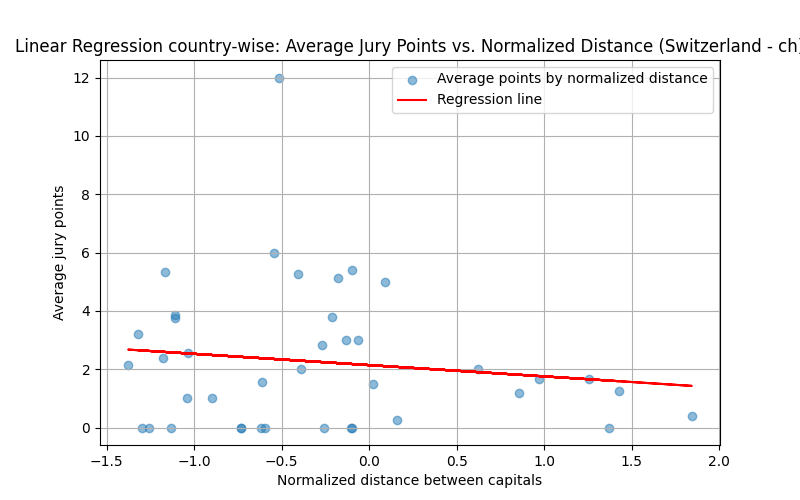 Linear Regression country-wise: Average Jury Points vs. Normalized Distance (Switzerland - ch)
Average points by normalized distance
Regression line
Average jury points
12
10
8
6
4
2
0
−1.5 −1.0 −0.5 0.0 0.5 1.0 1.5 2.0
Normalized distance between capitals